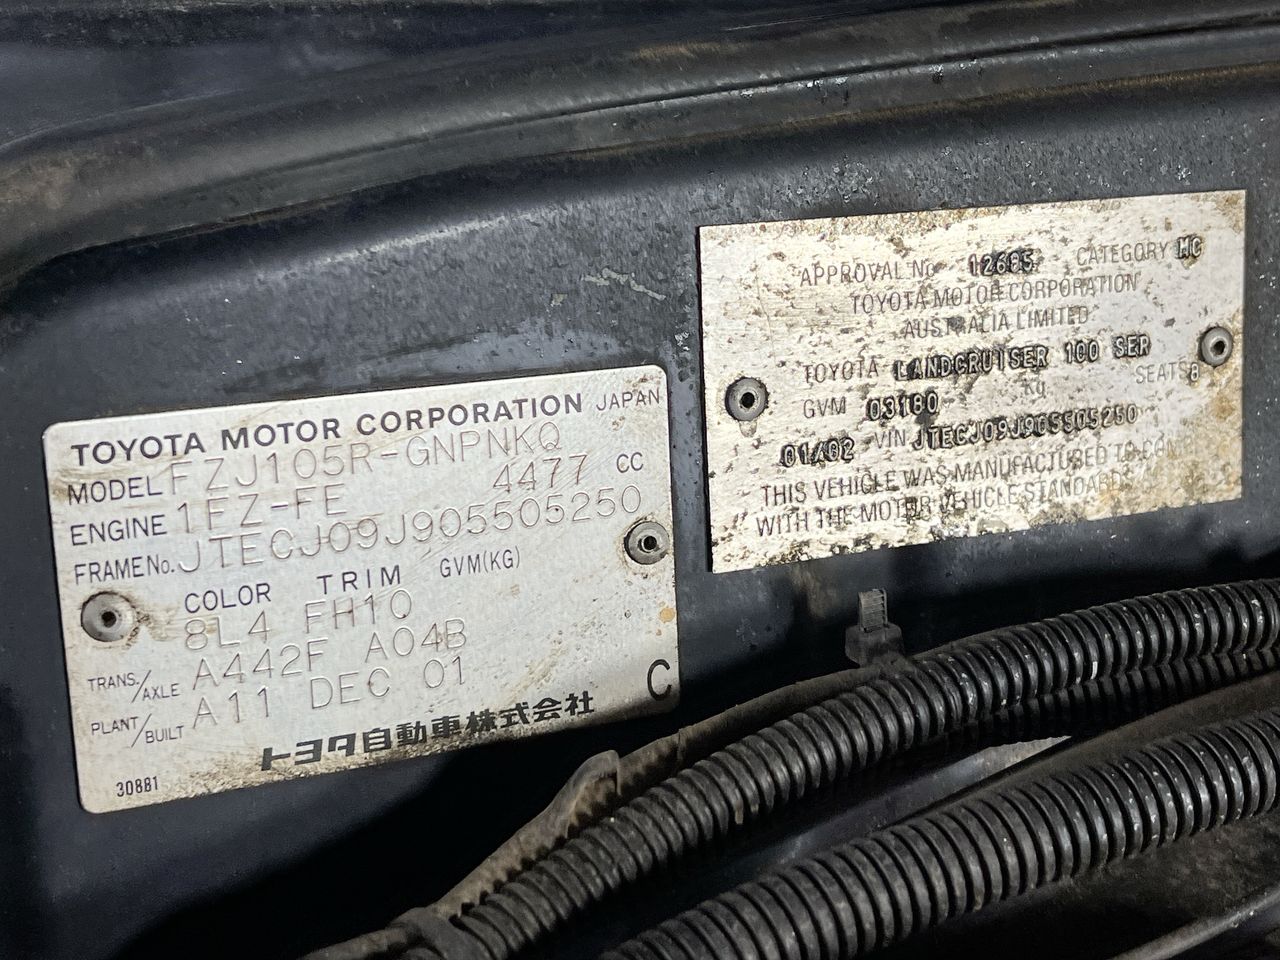 TOYOTA MOTOR CORPORATION JAPAN
MODEL FZJ105R-GNPNKQ
ENGINE 1FZ-FE 4477 CC
FRAME No. JTECJ09J905505250
COLOR TRIM GVM(KG)
8L4 FH10
TRANS./AXLE A442F A04B
PLANT/BUILT A11 DEC 01
トヨタ自動車株式会社
C
30881
APPROVAL No 12685 CATEGORY MC
TOYOTA MOTOR CORPORATION
AUSTRALIA LIMITED
TOYOTA LANDCRUISER 100 SER
GVM 03180 Kg SEATS 8
01/02 VIN JTECJ09J905505250
THIS VEHICLE WAS MANUFACTURED TO
WITH THE MOTOR VEHICLE STANDARDS